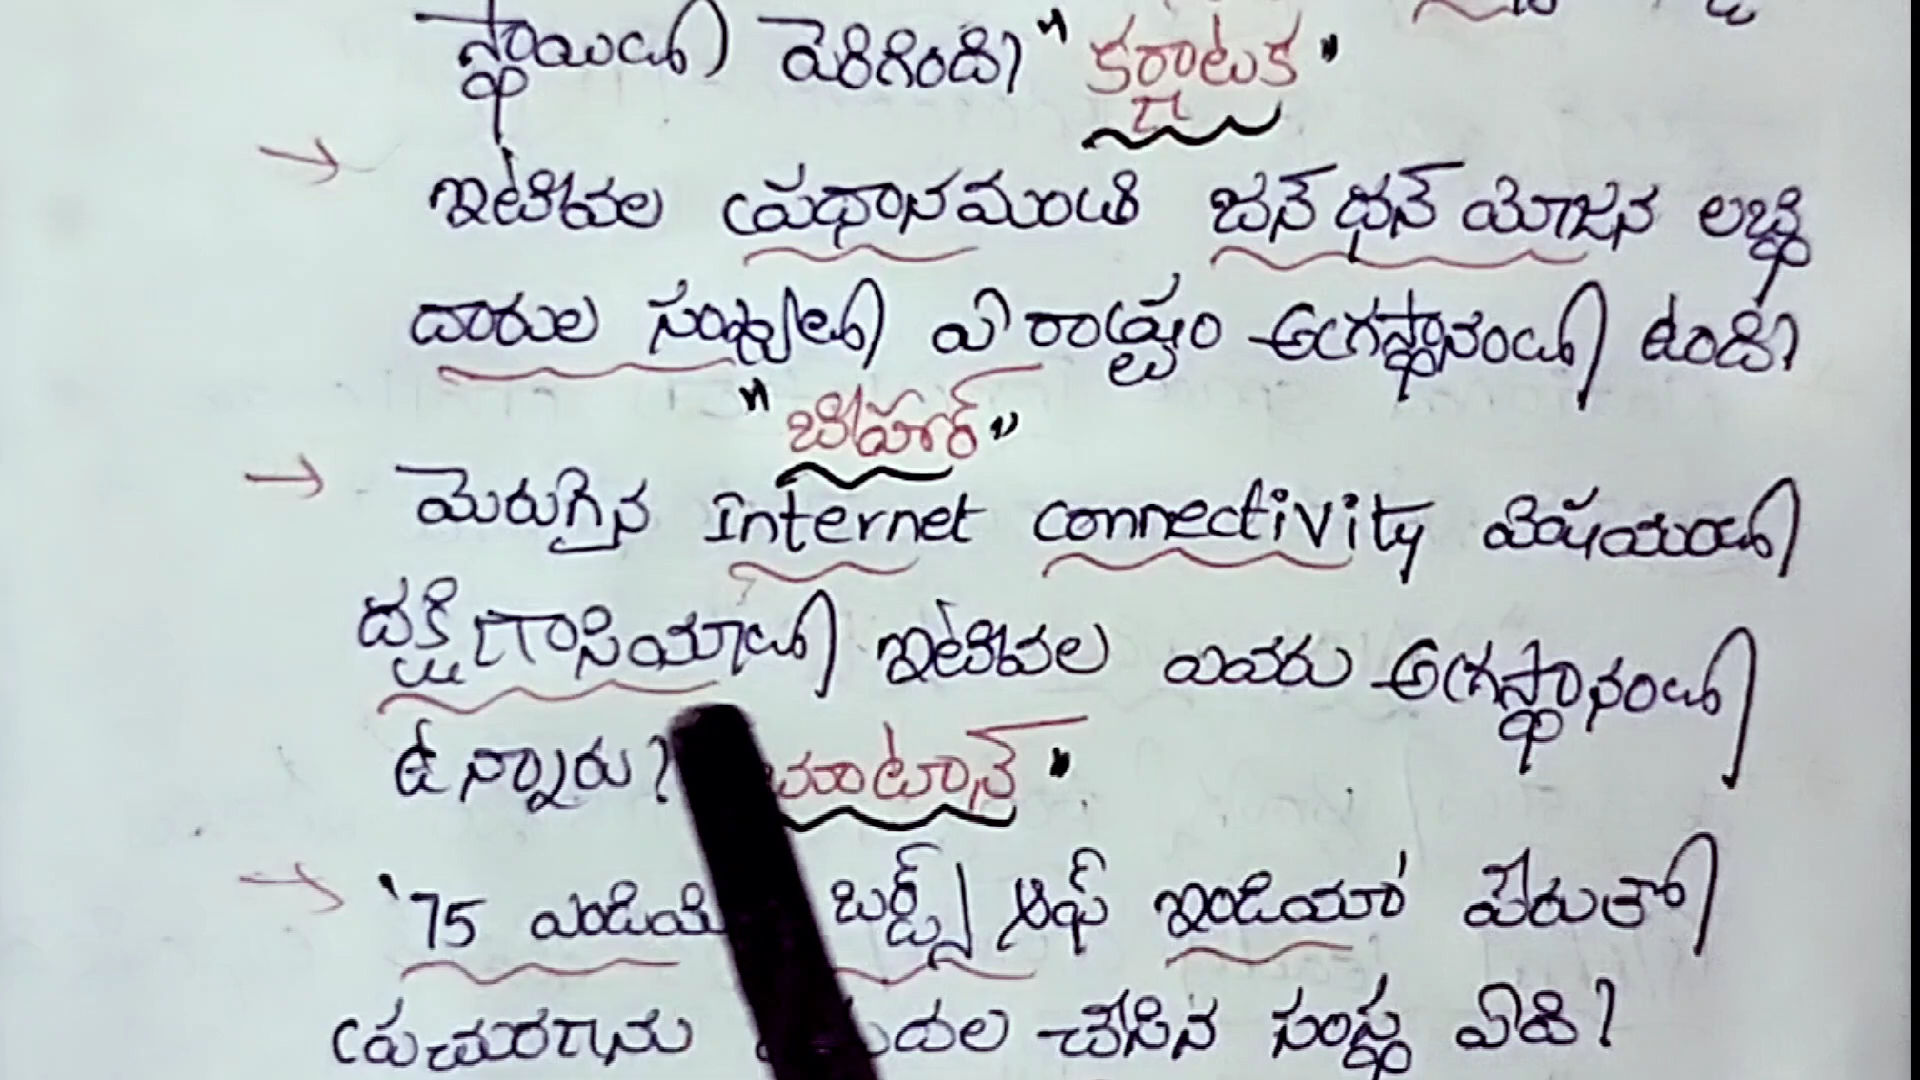 స్థాయిలో పెరిగింది? "కర్ణాటక"
→ ఇటీవల ప్రధానమంత్రి జన్ ధన్ యోజన లబ్ధి
దారుల సంఖ్యలో ఏ రాష్ట్రం అగ్రస్థానంలో ఉంది?
"బీహార్"
→ మెరుగైన Internet connectivity విషయంలో
దక్షిణాసియాలో ఇటీవల ఎవరు అగ్రస్థానంలో
ఉన్నారు? భూటాన్"
→ '75 బర్డ్స్ ఆఫ్ ఇండియా' పేరుతో
ప్రచురణను చేసిన సంస్థ ఏది?